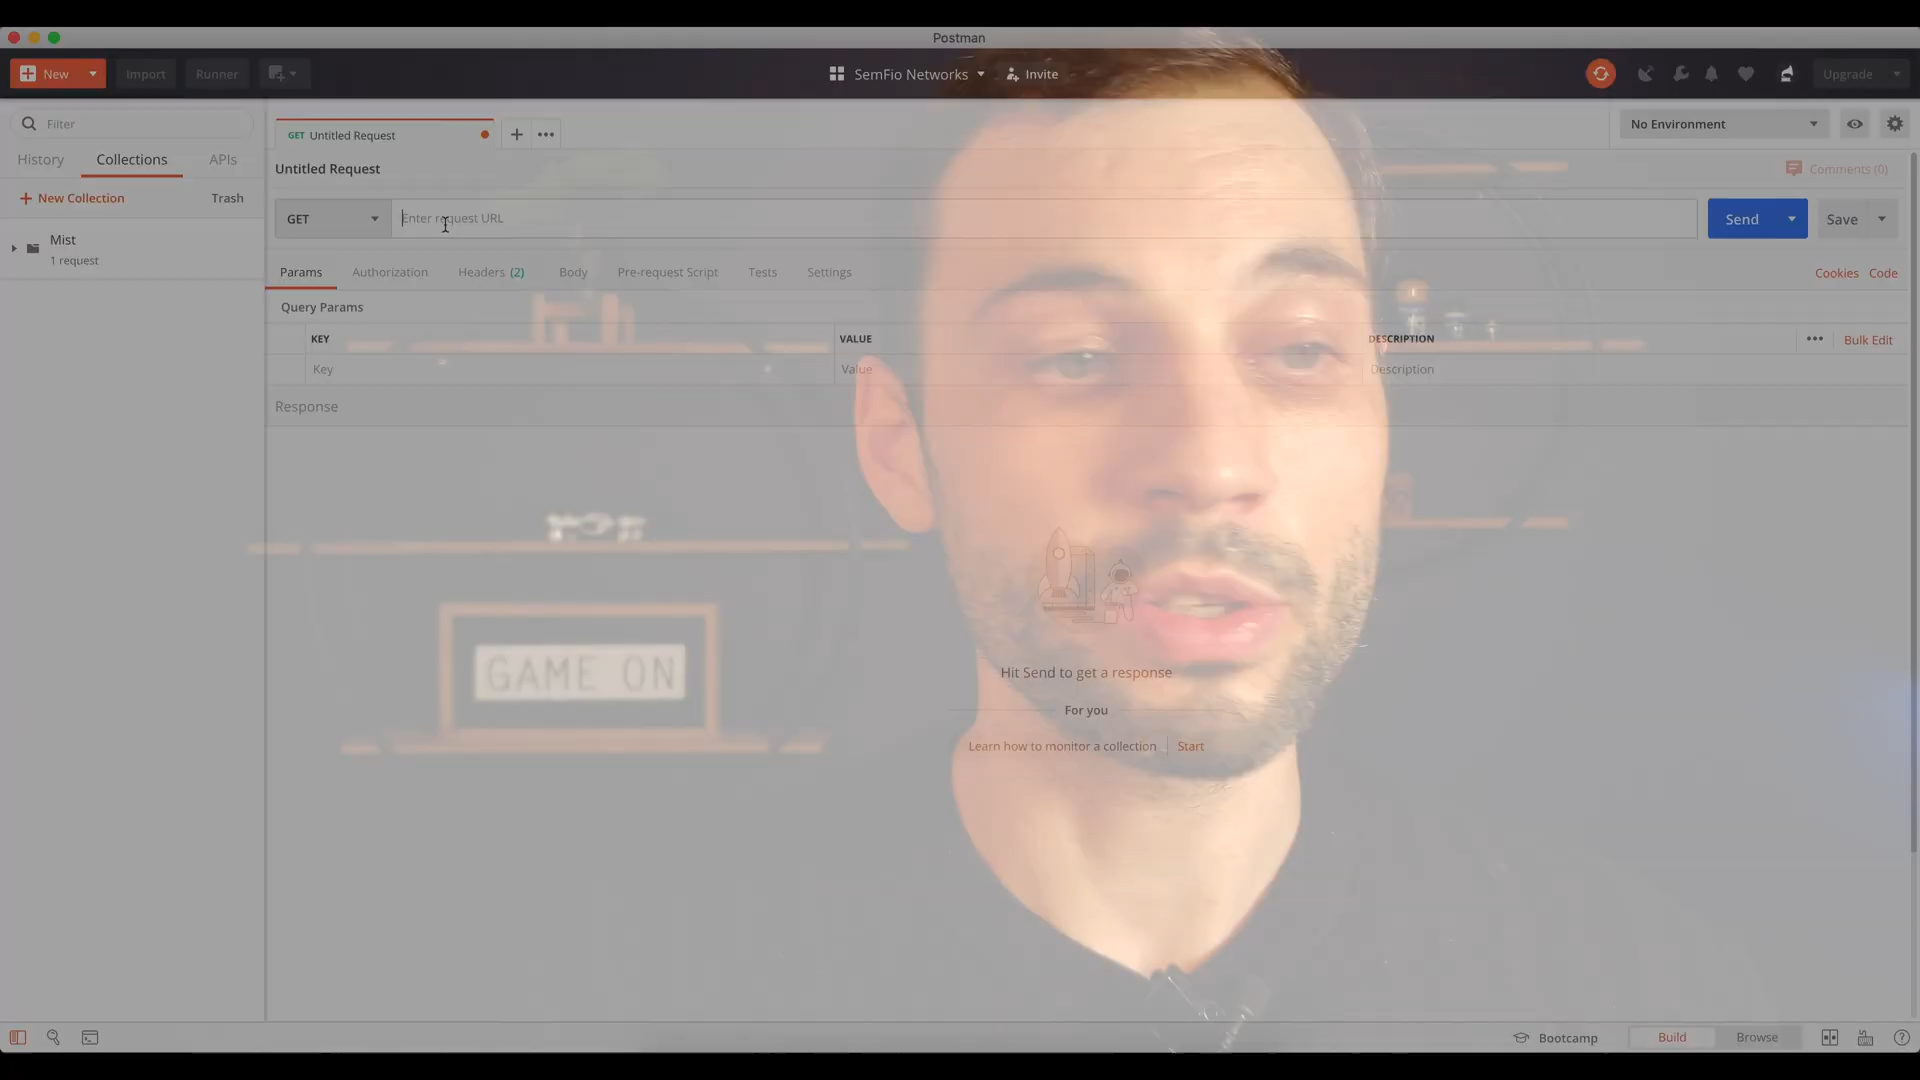 Postman
New
Import
Runner
SemFio Networks
Invite
Upgrade
Filter
History
Collections
APIs
New Collection
Trash
Mist
1 request
GET Untitled Request
No Environment
Untitled Request
Comments (0)
GET
Enter request URL
Send
Save
Params
Authorization
Headers (2)
Body
Pre-request Script
Tests
Settings
Cookies
Code
Query Params
KEY
VALUE
DESCRIPTION
Bulk Edit
Key
Value
Description
Response
GAME ON
Hit Send to get a response
For you
Learn how to monitor a collection
Start
Bootcamp
Build
Browse